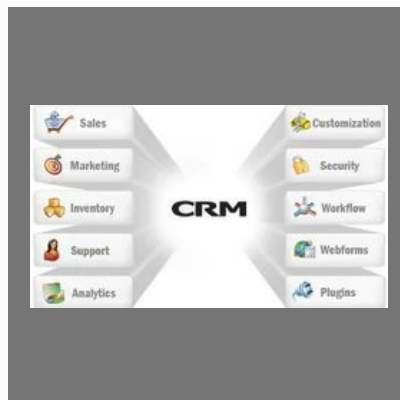 Sales
Marketing
Inventory
Support
Analytics
CRM
Customization
Security
Workflow
Webforms
Plugins